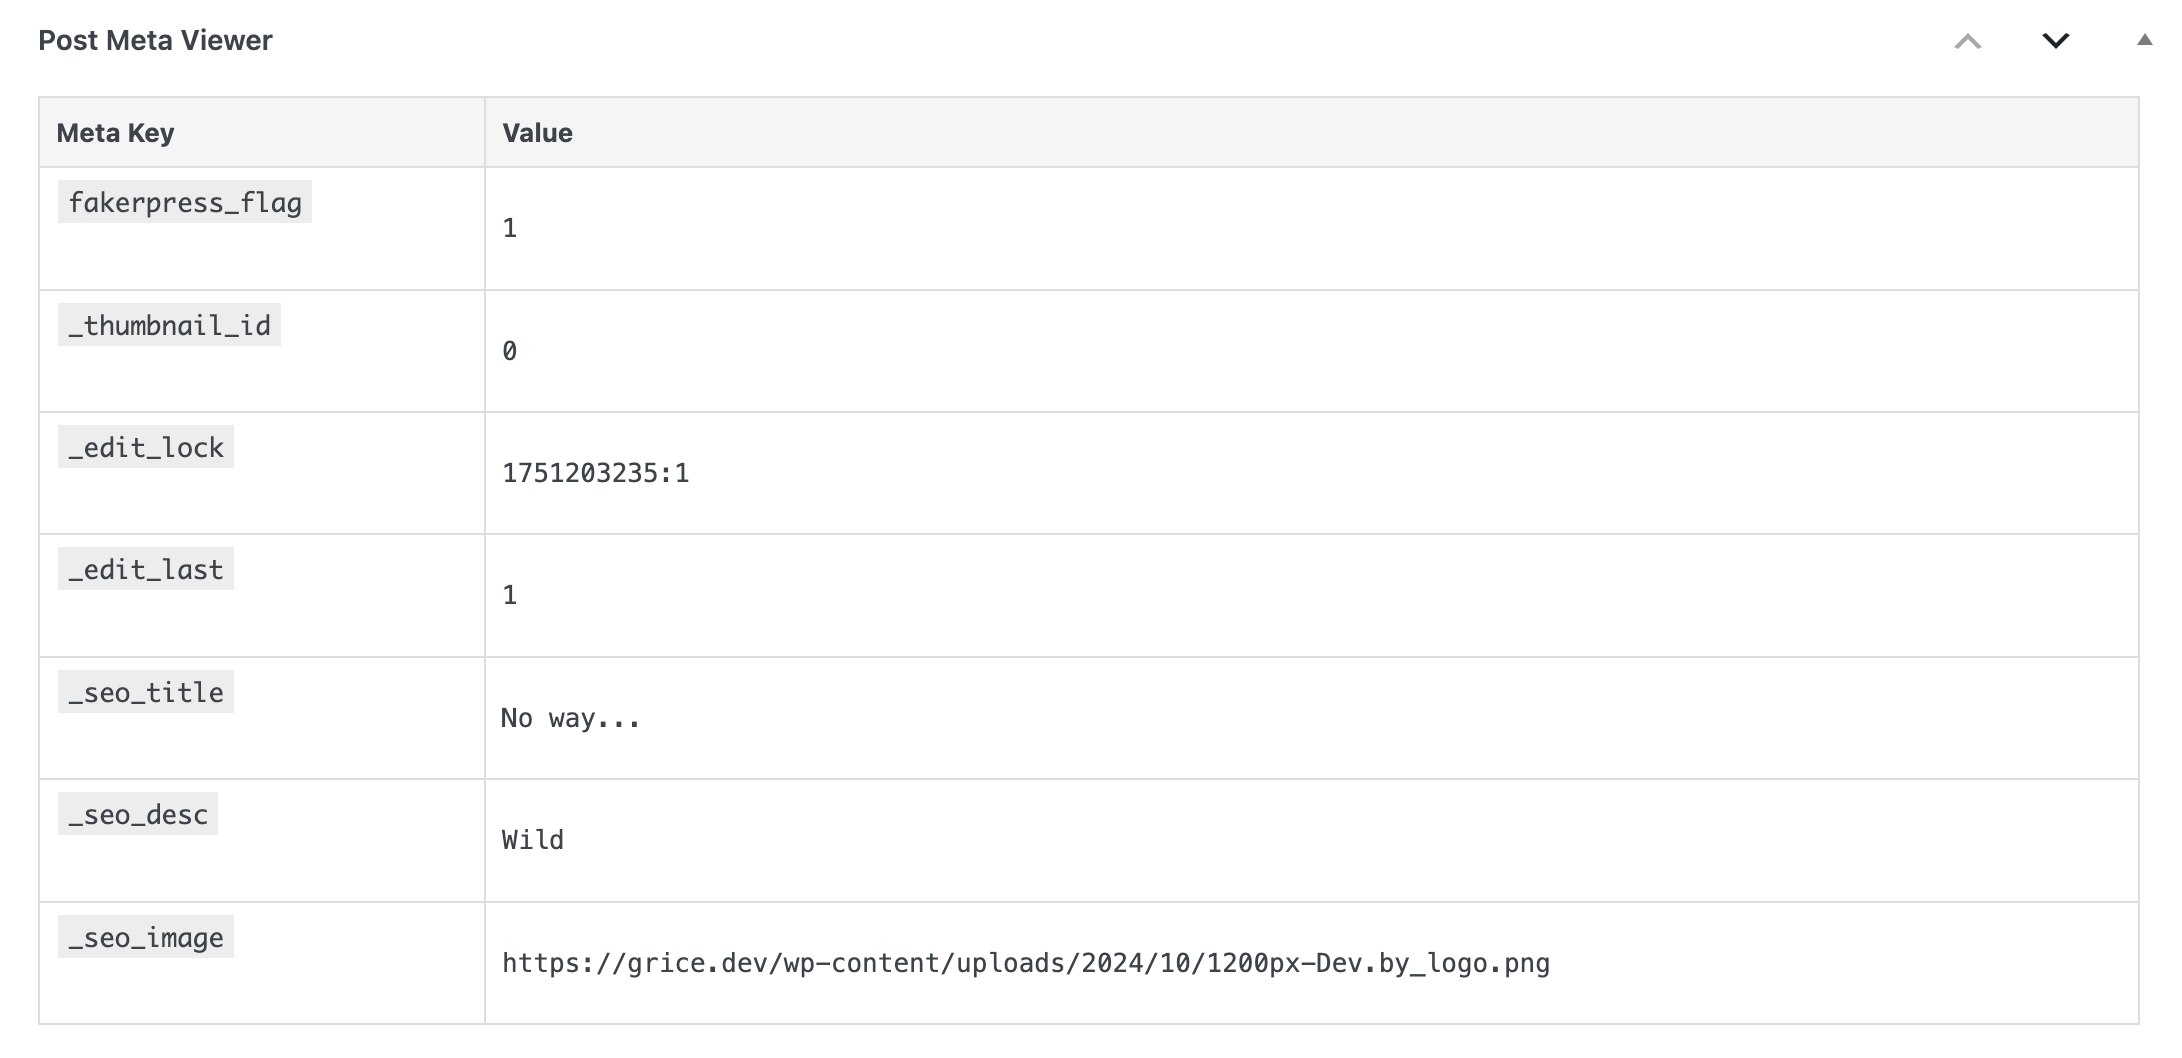 Post Meta Viewer
Meta Key Value
fakerpress_flag 1
_thumbnail_id 0
_edit_lock 1751203235:1
_edit_last 1
_seo_title No way...
_seo_desc Wild
_seo_image https://grice.dev/wp-content/uploads/2024/10/1200px-Dev.by_logo.png